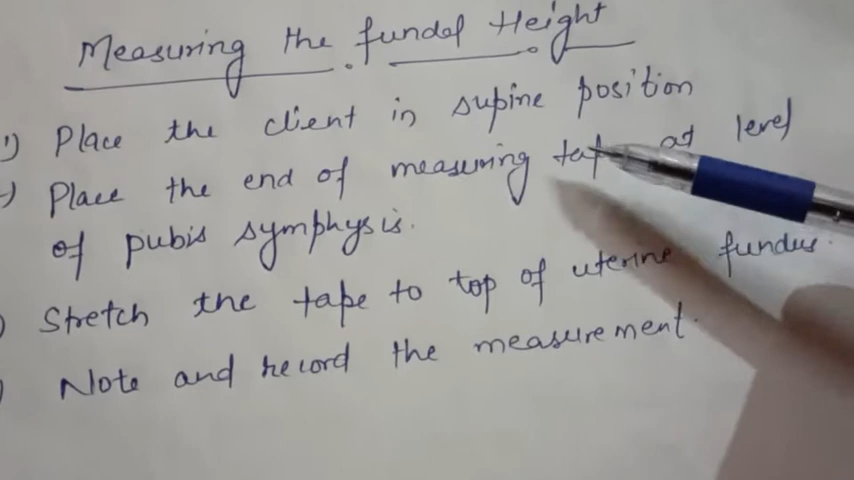 Measuring the fundal Height
1) Place the client in supine position
Place the end of measuring at level
of pubis symphysis.
Stretch the tape to top of uterine fundus.
Note and record the measurement.